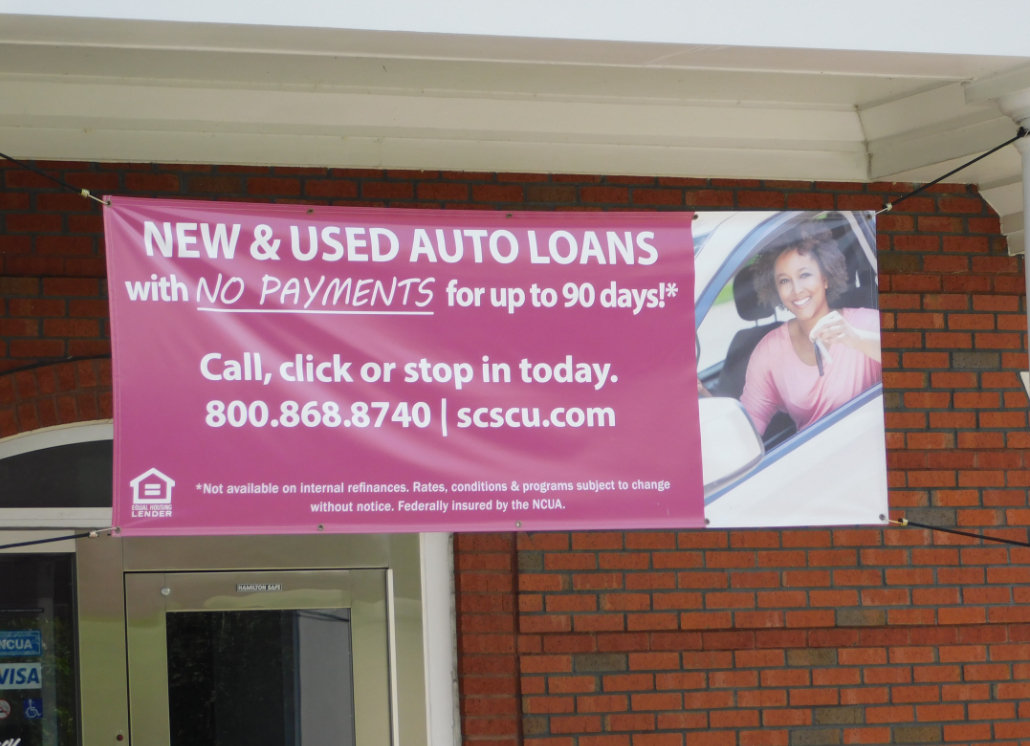 NEW & USED AUTO LOANS
with NO PAYMENTS for up to 90 days!*
Call, click or stop in today.
800.868.8740 | scscu.com
*Not available on internal refinances. Rates, conditions & programs subject to change
without notice. Federally insured by the NCUA.
EQUAL HOUSING
LENDER
HAMILTON SAFE
NCUA
VISA